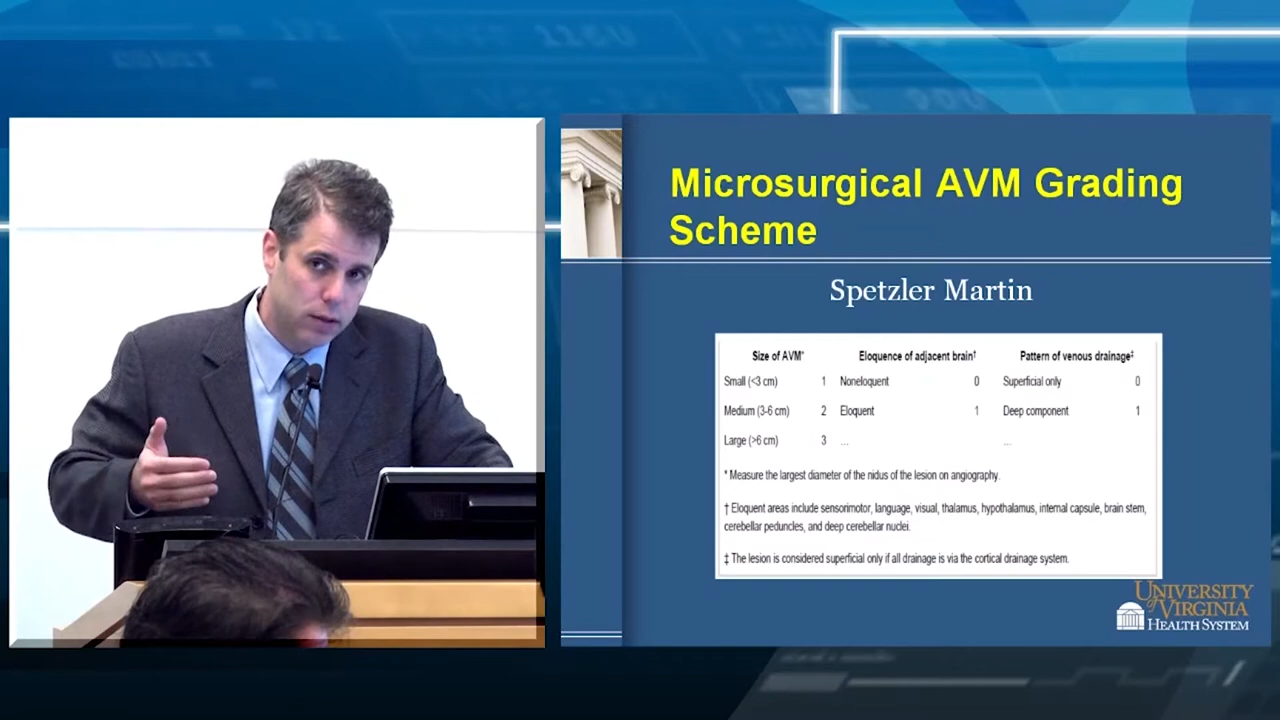 Microsurgical AVM Grading
Scheme
Spetzler Martin
Size of AVM* Eloquence of adjacent brain† Pattern of venous drainage‡
Small (<3 cm) 1 Noneloquent 0 Superficial only 0
Medium (3-6 cm) 2 Eloquent 1 Deep component 1
Large (>6 cm) 3 ... ...
* Measure the largest diameter of the nidus of the lesion on angiography.
† Eloquent areas include sensorimotor, language, visual, thalamus, hypothalamus, internal capsule, brain stem,
cerebellar peduncles, and deep cerebellar nuclei.
‡ The lesion is considered superficial only if all drainage is via the cortical drainage system.
UNIVERSITY
of VIRGINIA
HEALTH SYSTEM